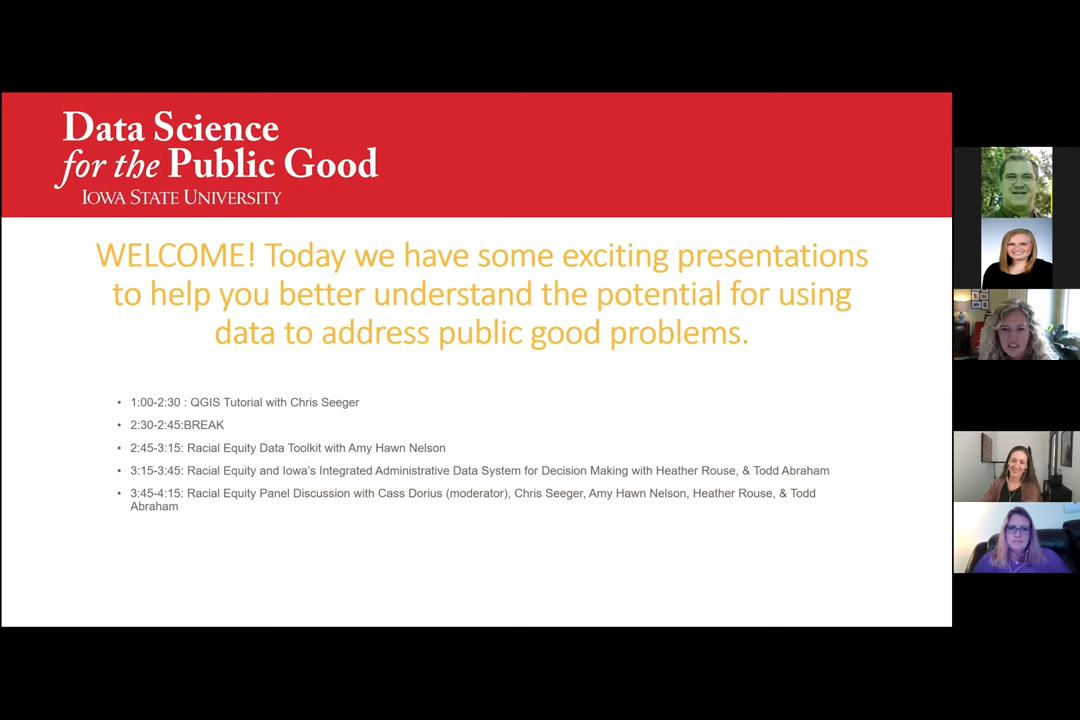 Data Science
for the Public Good
IOWA STATE UNIVERSITY
WELCOME! Today we have some exciting presentations
to help you better understand the potential for using
data to address public good problems.
• 1:00-2:30 : QGIS Tutorial with Chris Seeger
• 2:30-2:45:BREAK
• 2:45-3:15: Racial Equity Data Toolkit with Amy Hawn Nelson
• 3:15-3:45: Racial Equity and Iowa’s Integrated Administrative Data System for Decision Making with Heather Rouse, & Todd Abraham
• 3:45-4:15: Racial Equity Panel Discussion with Cass Dorius (moderator), Chris Seeger, Amy Hawn Nelson, Heather Rouse, & Todd
Abraham